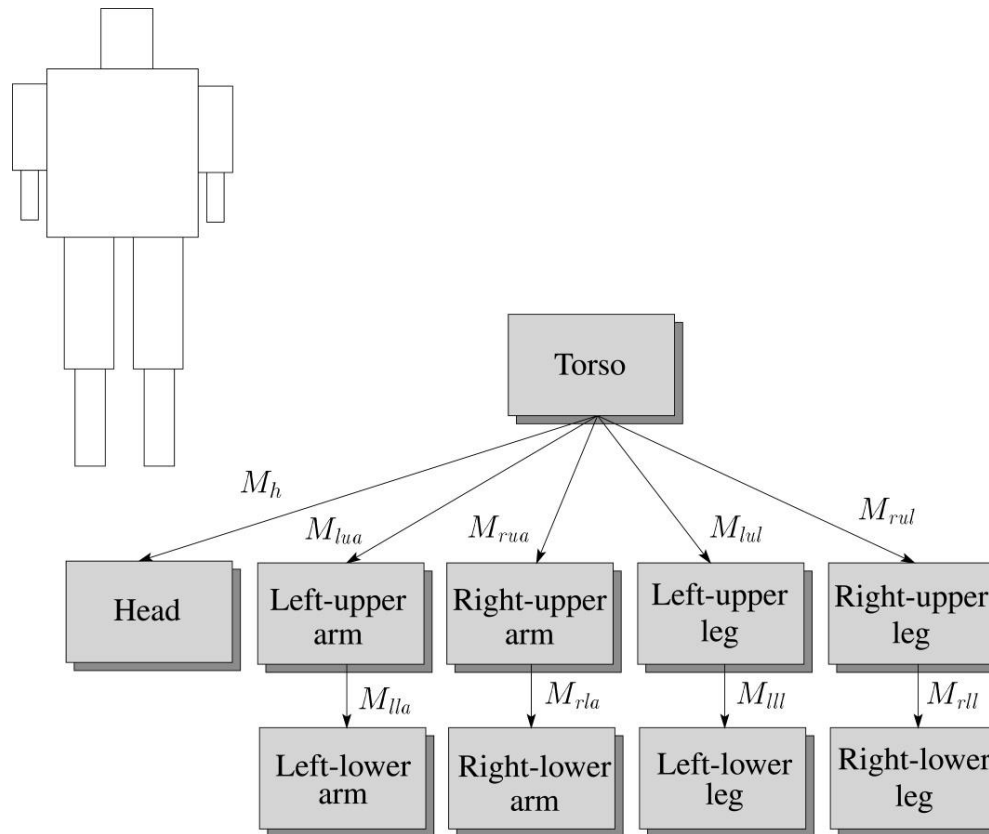 Torso
M_h
M_lua
M_rua
M_lul
M_rul
Head
Left-upper
arm
Right-upper
arm
Left-upper
leg
Right-upper
leg
M_lla
M_rla
M_lll
M_rll
Left-lower
arm
Right-lower
arm
Left-lower
leg
Right-lower
leg